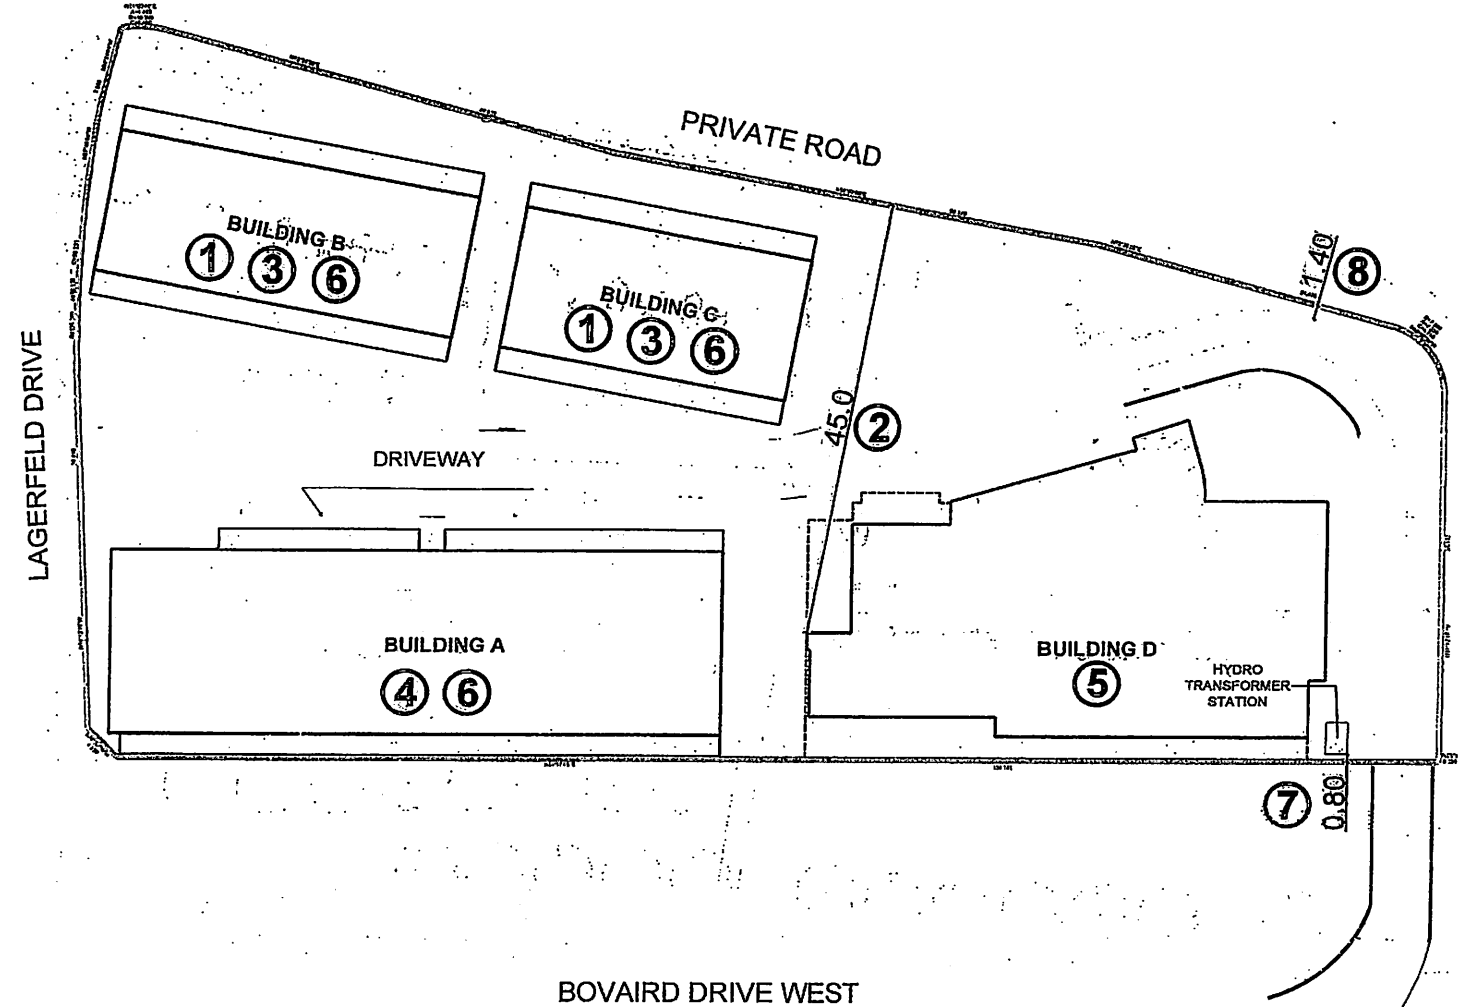 PRIVATE ROAD
BUILDING B
1 3 6
BUILDING C
1 3 6
1.40
8
LAGERFELD DRIVE
45.0
2
DRIVEWAY
BUILDING A
4 6
BUILDING D
5
HYDRO
TRANSFORMER
STATION
7
0.80
BOVAIRD DRIVE WEST